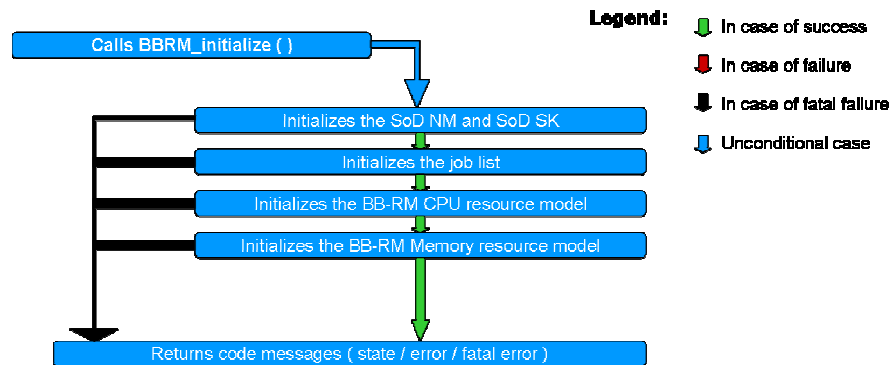 Legend:
Calls BBRM_initialize ( )
In case of success
In case of failure
In case of fatal failure
Unconditional case
Initializes the SoD NM and SoD SK
Initializes the job list
Initializes the BB-RM CPU resource model
Initializes the BB-RM Memory resource model
Returns code messages ( state / error / fatal error )